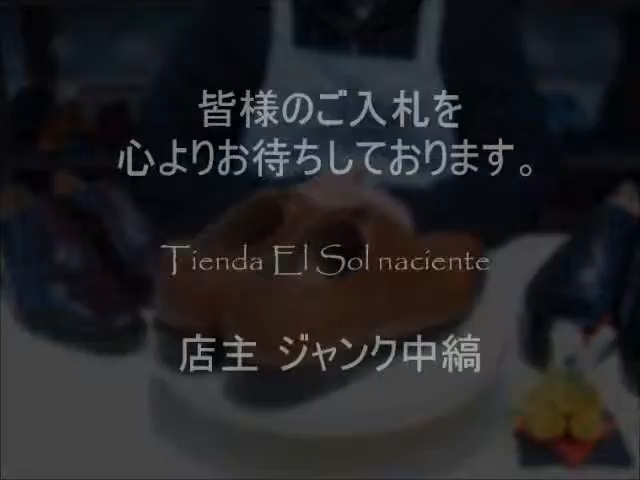 皆様のご入札を
心よりお待ちしております。
Tienda El Sol naciente
店主 ジャンク中縞